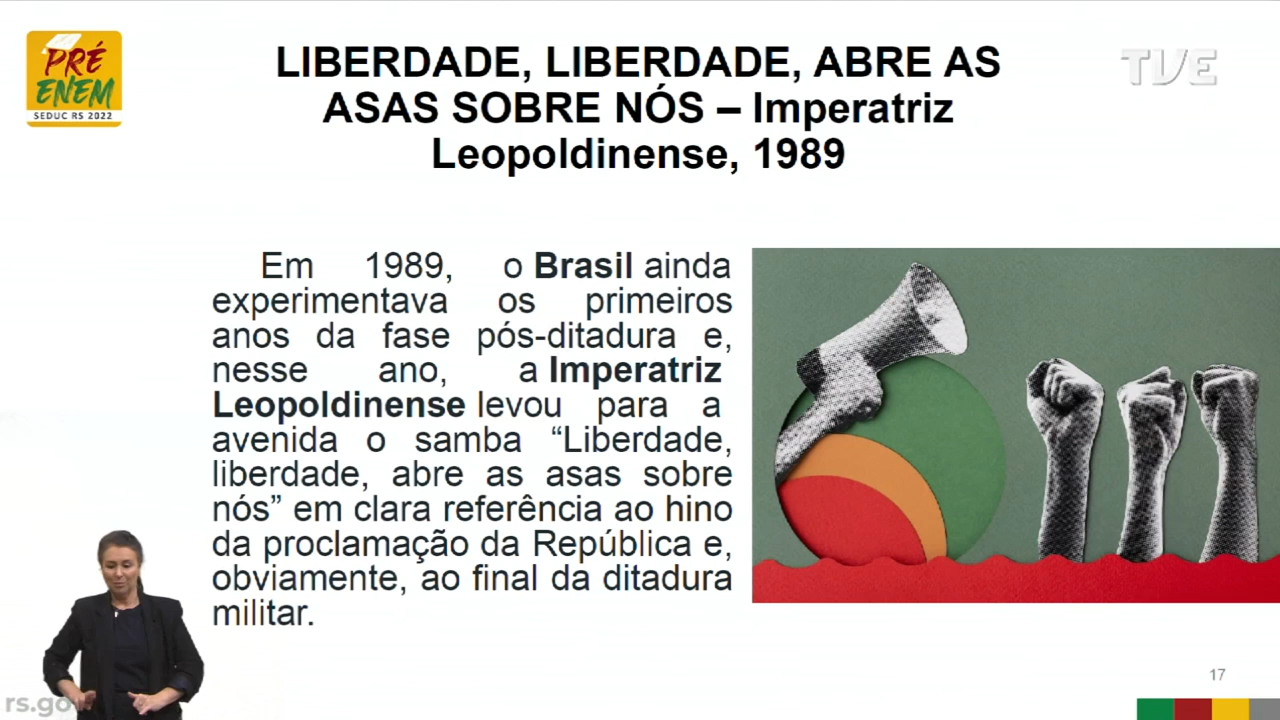 PRÉ
ENEM
SEDUC RS 2022
LIBERDADE, LIBERDADE, ABRE AS
ASAS SOBRE NÓS – Imperatriz
Leopoldinense, 1989
TVE
Em 1989, o Brasil ainda
experimentava os primeiros
anos da fase pós-ditadura e,
nesse ano, a Imperatriz
Leopoldinense levou para a
avenida o samba “Liberdade,
liberdade, abre as asas sobre
nós” em clara referência ao hino
da proclamação da República e,
obviamente, ao final da ditadura
militar.
17
rs.gov